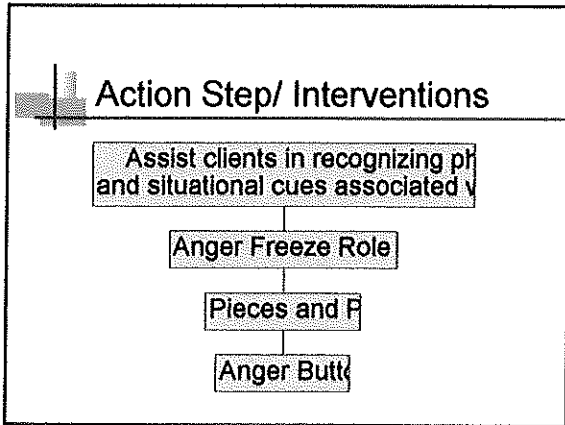 Action Step/ Interventions
Assist clients in recognizing ph
and situational cues associated
Anger Freeze Role
Pieces and P
Anger Butt